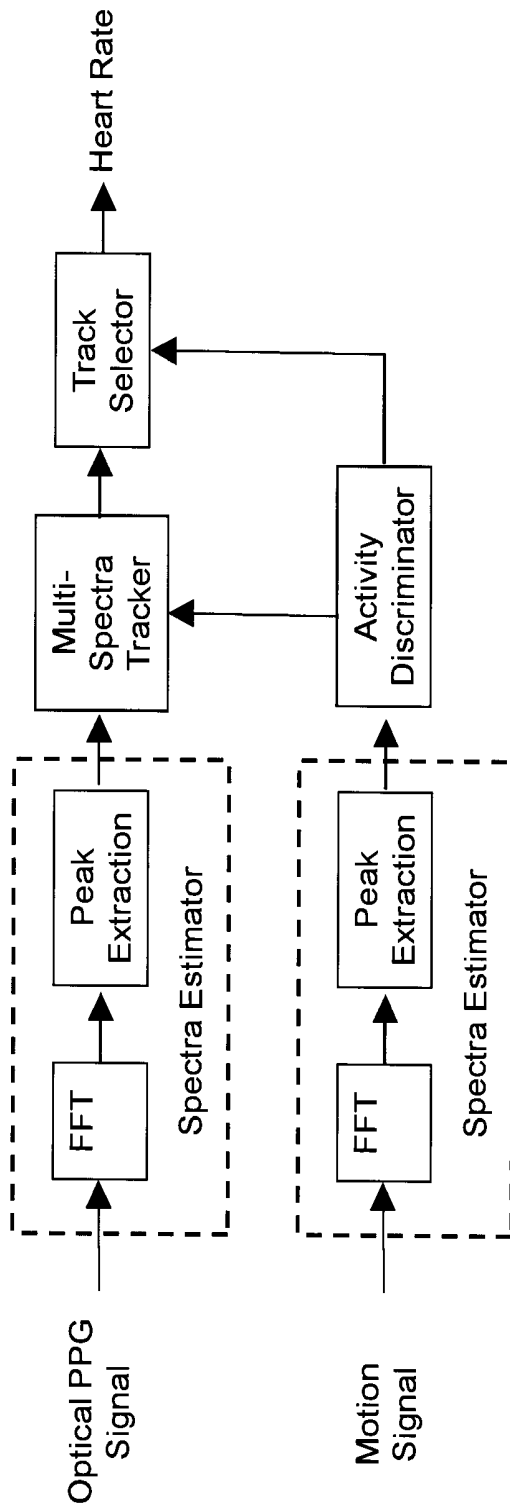 Optical PPG
Signal
FFT
Peak
Extraction
Spectra Estimator
Multi-
Spectra
Tracker
Track
Selector
Heart Rate
Motion
Signal
FFT
Peak
Extraction
Spectra Estimator
Activity
Discriminator